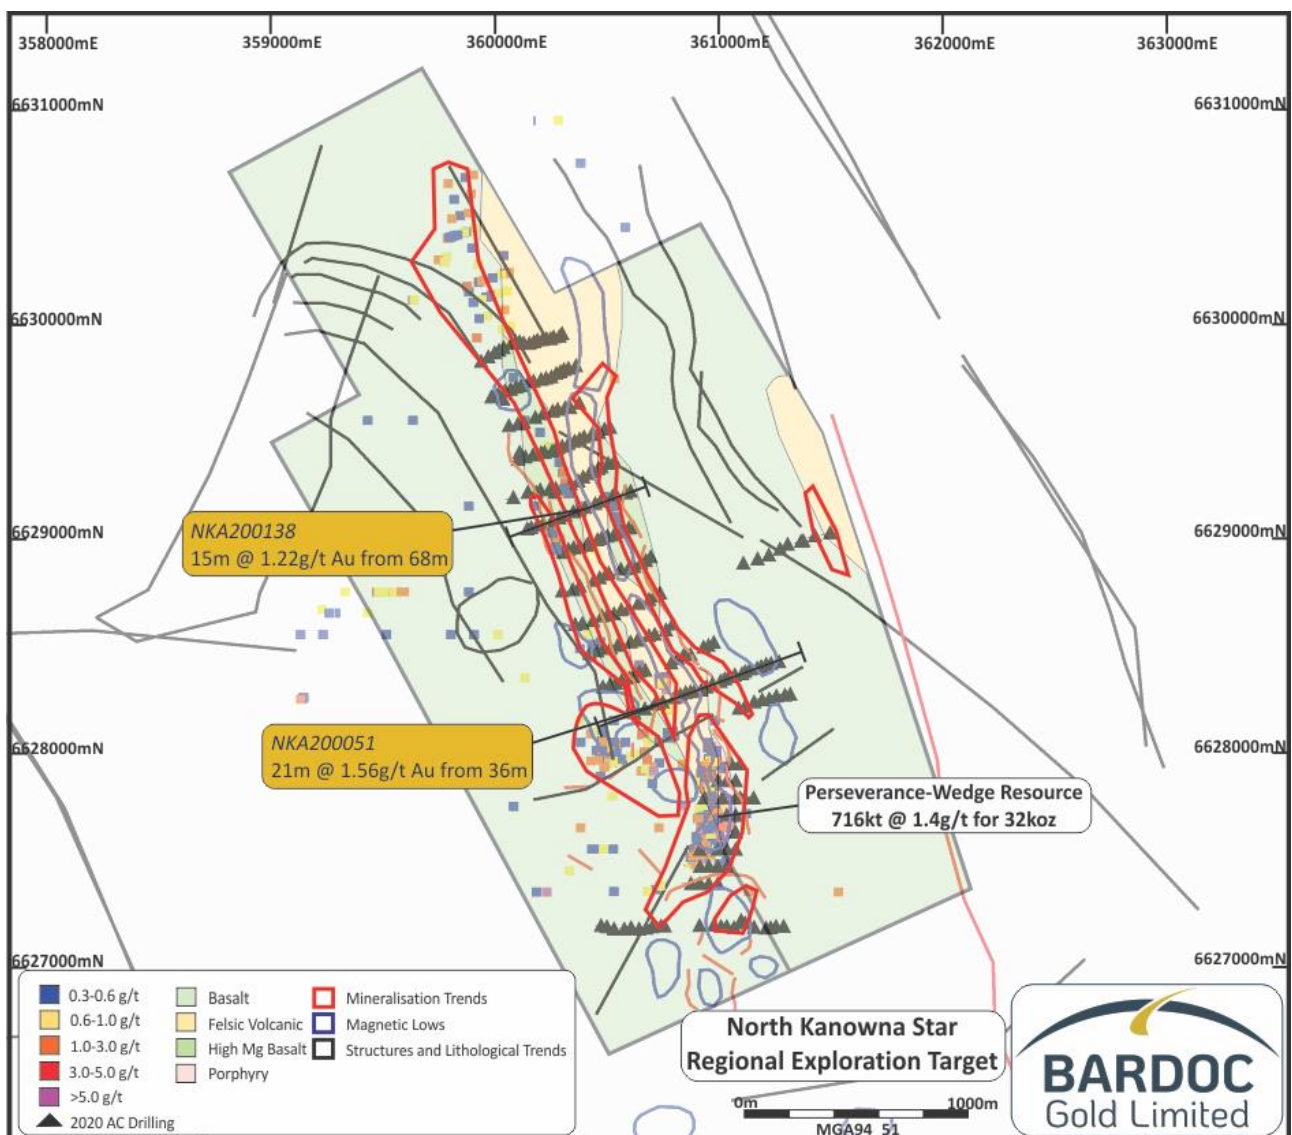 358000mE
359000mE
360000mE
361000mE
362000mE
363000mE
6631000mN
6631000mN
6630000mN
6630000mN
6629000mN
6629000mN
6628000mN
6628000mN
6627000mN
6627000mN
NKA200138
15m @ 1.22g/t Au from 68m
NKA200051
21m @ 1.56g/t Au from 36m
Perseverance-Wedge Resource
716kt @ 1.4g/t for 32koz
0.3-0.6 g/t
0.6-1.0 g/t
1.0-3.0 g/t
3.0-5.0 g/t
>5.0 g/t
2020 AC Drilling
Basalt
Felsic Volcanic
High Mg Basalt
Porphyry
Mineralisation Trends
Magnetic Lows
Structures and Lithological Trends
North Kanowna Star
Regional Exploration Target
0m
1000m
MGA94_51
BARDOC
Gold Limited